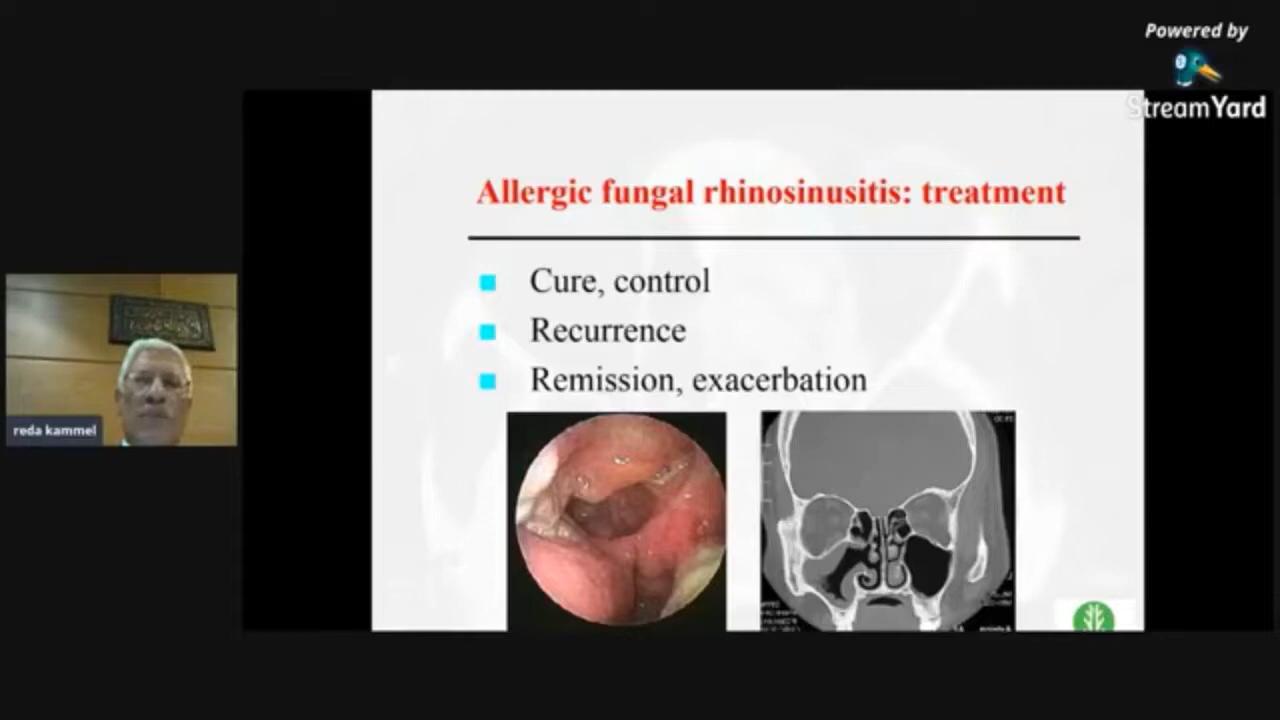 Powered by
StreamYard
Allergic fungal rhinosinusitis: treatment
Cure, control
Recurrence
Remission, exacerbation
reda kammel